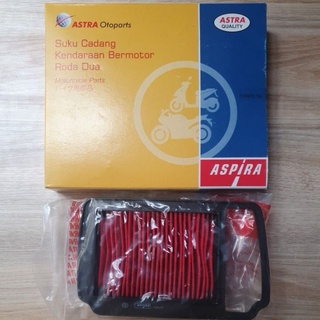 ASTRA Otoparts
ASTRA
QUALITY
Suku Cadang
Kendaraan Bermotor
Roda Dua
Motorcycle Parts
ASPIRA